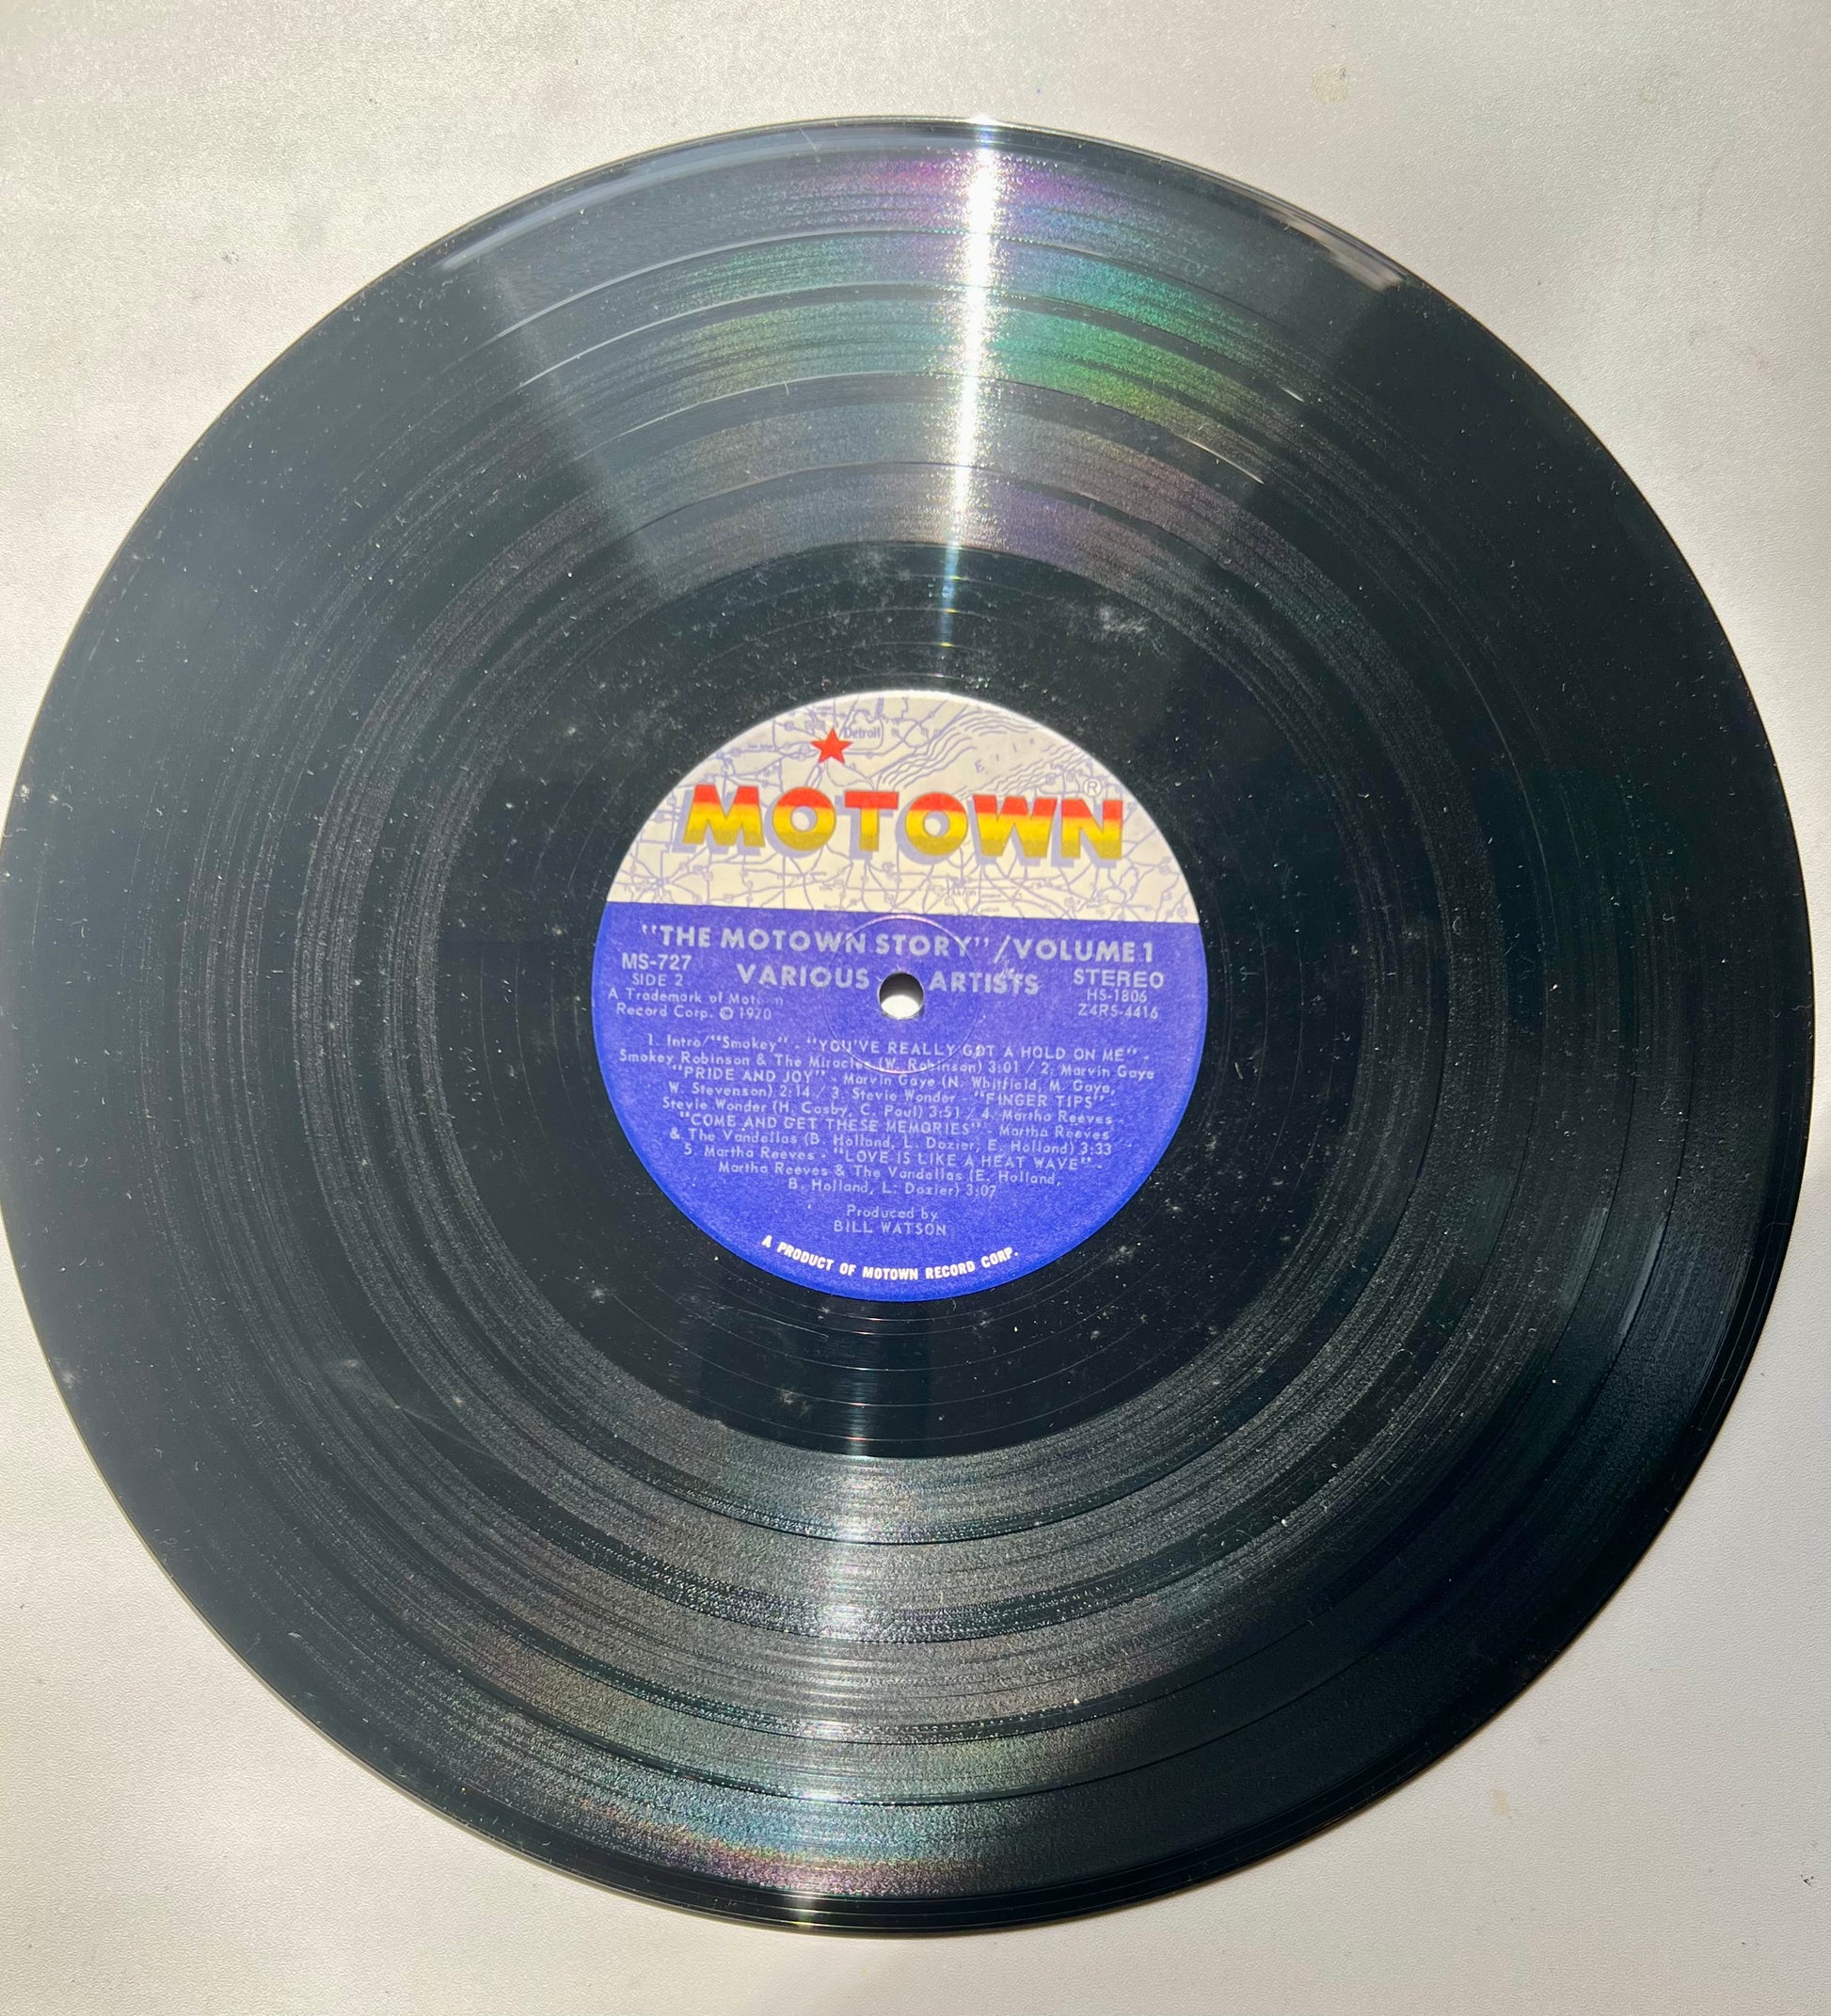 Detroit
E r i e
MOTOWN ®
"THE MOTOWN STORY" / VOLUME 1
MS-727 VARIOUS ARTISTS STEREO
SIDE 2 HS-1806
A Trademark of Motown Z4RS-4416
Record Corp. © 1970
1. Intro/"Smokey" - "YOU'VE REALLY GOT A HOLD ON ME" -
Smokey Robinson & The Miracles (W. Robinson) 3:01 / 2. Marvin Gaye
"PRIDE AND JOY" - Marvin Gaye (N. Whitfield, M. Gaye,
W. Stevenson) 2:14 / 3. Stevie Wonder - "FINGER TIPS" -
Stevie Wonder (H. Cosby, C. Paul) 3:51 / 4. Martha Reeves -
"COME AND GET THESE MEMORIES" - Martha Reeves
& The Vandellas (B. Holland, L. Dozier, E. Holland) 3:33
5. Martha Reeves - "LOVE IS LIKE A HEAT WAVE" -
Martha Reeves & The Vandellas (E. Holland,
B. Holland, L. Dozier) 3:07
Produced by
BILL WATSON
A PRODUCT OF MOTOWN RECORD CORP.